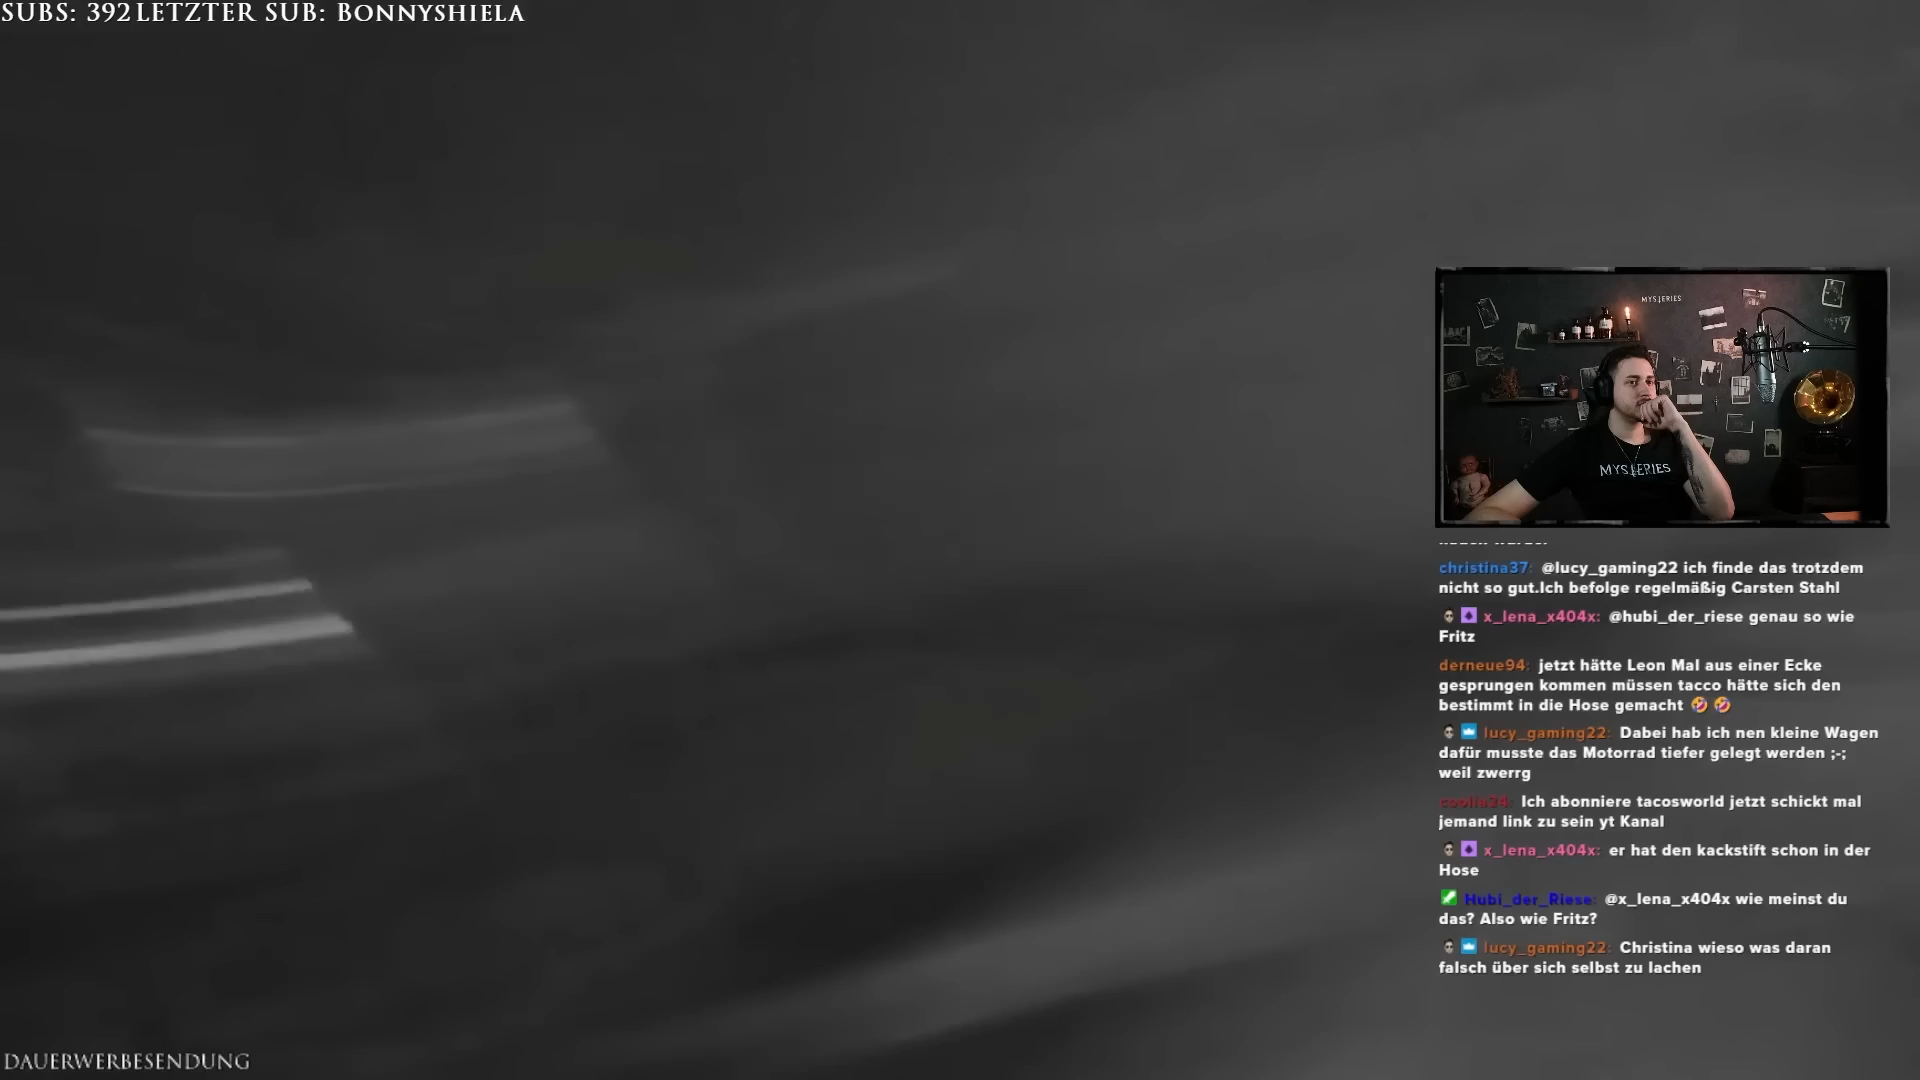 SUBS: 392 LETZTER SUB: BONNYSHIELA
MYSTERIES
MYSTERIES
christina37: @lucy_gaming22 ich finde das trotzdem
nicht so gut.Ich befolge regelmäßig Carsten Stahl
x_lena_x404x: @hubi_der_riese genau so wie
Fritz
derneue94: jetzt hätte Leon Mal aus einer Ecke
gesprungen kommen müssen tacco hätte sich den
bestimmt in die Hose gemacht 🤣 🤣
lucy_gaming22: Dabei hab ich nen kleine Wagen
dafür musste das Motorrad tiefer gelegt werden ;-;
weil zwerrg
coolia24: Ich abonniere tacosworld jetzt schickt mal
jemand link zu sein yt Kanal
x_lena_x404x: er hat den kackstift schon in der
Hose
Hubi_der_Riese: @x_lena_x404x wie meinst du
das? Also wie Fritz?
lucy_gaming22: Christina wieso was daran
falsch über sich selbst zu lachen
DAUERWERBESENDUNG